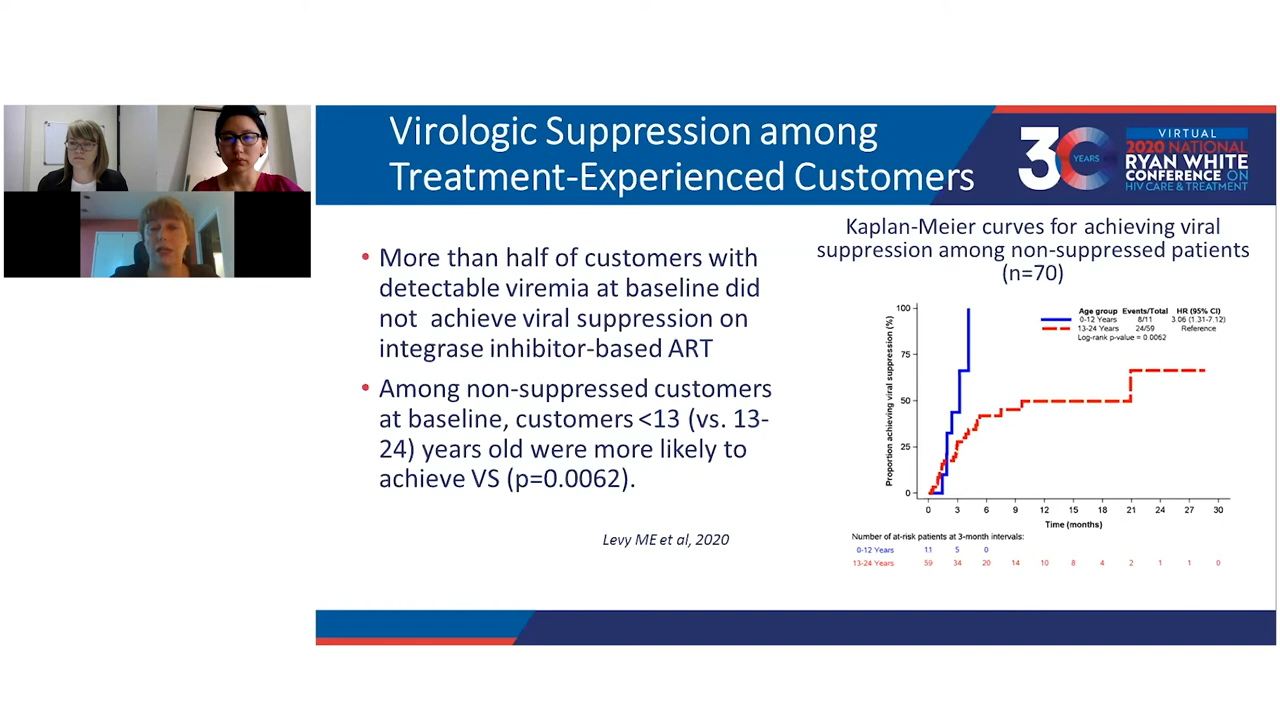 Virologic Suppression among
Treatment-Experienced Customers
3C
YEARS
VIRTUAL
2020 NATIONAL
RYAN WHITE
CONFERENCE ON
HIV CARE & TREATMENT
• More than half of customers with
detectable viremia at baseline did
not achieve viral suppression on
integrase inhibitor-based ART
• Among non-suppressed customers
at baseline, customers <13 (vs. 13-
24) years old were more likely to
achieve VS (p=0.0062).
Levy ME et al, 2020
Kaplan-Meier curves for achieving viral
suppression among non-suppressed patients
(n=70)
Proportion achieving viral suppression (%)
100
75
50
25
0
Age group Events/Total HR (95% CI)
0-12 Years 8/11 3.06 (1.31-7.12)
13-24 Years 24/59 Reference
Log-rank p-value = 0.0062
0 3 6 9 12 15 18 21 24 27 30
Time (months)
Number of at-risk patients at 3-month intervals:
0-12 Years 11 5 0
13-24 Years 59 34 20 14 10 8 4 2 1 1 0